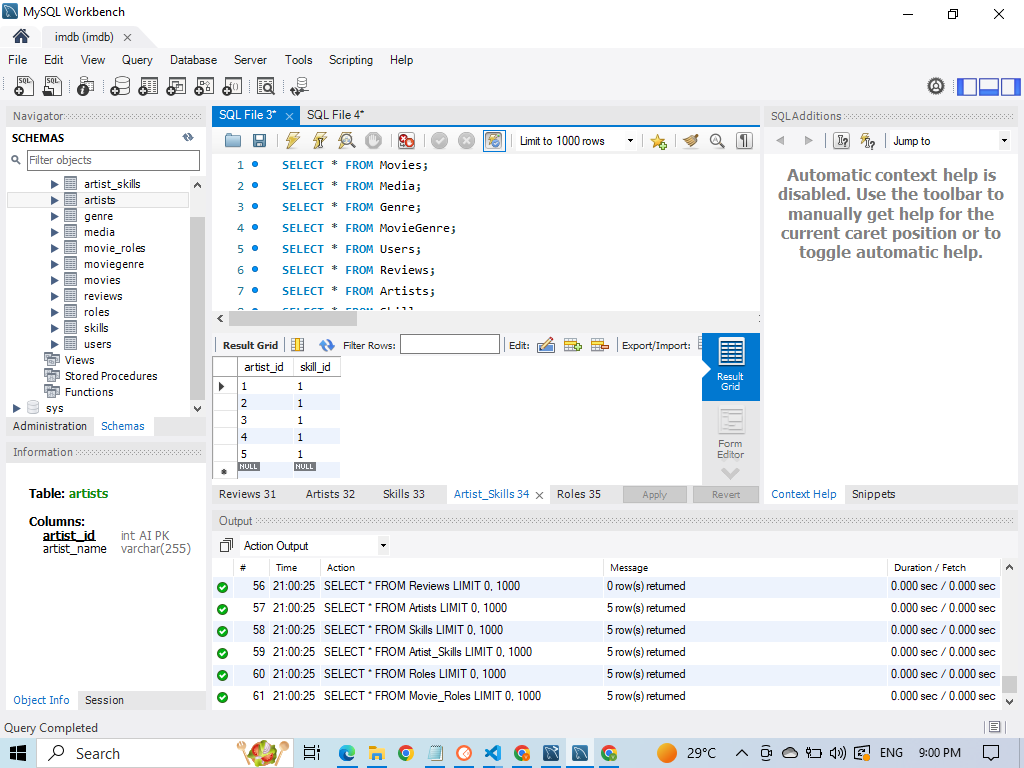 MySQL Workbench
imdb (imdb)
File Edit View Query Database Server Tools Scripting Help
Navigator
SCHEMAS
Filter objects
artist_skills
artists
genre
media
movie_roles
moviegenre
movies
reviews
roles
skills
users
Views
Stored Procedures
Functions
sys
Administration Schemas
Information
Table: artists
Columns:
artist_id int AI PK
artist_name varchar(255)
Object Info Session
SQL File 3* SQL File 4*
Limit to 1000 rows
1 SELECT * FROM Movies;
2 SELECT * FROM Media;
3 SELECT * FROM Genre;
4 SELECT * FROM MovieGenre;
5 SELECT * FROM Users;
6 SELECT * FROM Reviews;
7 SELECT * FROM Artists;
Result Grid Filter Rows: Edit: Export/Import:
artist_id skill_id
1 1
2 1
3 1
4 1
5 1
NULL NULL
Result Grid
Form Editor
Reviews 31 Artists 32 Skills 33 Artist_Skills 34 Roles 35 Apply Revert
SQLAdditions
Jump to
Automatic context help is
disabled. Use the toolbar to
manually get help for the
current caret position or to
toggle automatic help.
Context Help Snippets
Output
Action Output
# Time Action Message Duration / Fetch
56 21:00:25 SELECT * FROM Reviews LIMIT 0, 1000 0 row(s) returned 0.000 sec / 0.000 sec
57 21:00:25 SELECT * FROM Artists LIMIT 0, 1000 5 row(s) returned 0.000 sec / 0.000 sec
58 21:00:25 SELECT * FROM Skills LIMIT 0, 1000 5 row(s) returned 0.000 sec / 0.000 sec
59 21:00:25 SELECT * FROM Artist_Skills LIMIT 0, 1000 5 row(s) returned 0.000 sec / 0.000 sec
60 21:00:25 SELECT * FROM Roles LIMIT 0, 1000 5 row(s) returned 0.000 sec / 0.000 sec
61 21:00:25 SELECT * FROM Movie_Roles LIMIT 0, 1000 5 row(s) returned 0.000 sec / 0.000 sec
Query Completed
Search 29°C ENG 9:00 PM